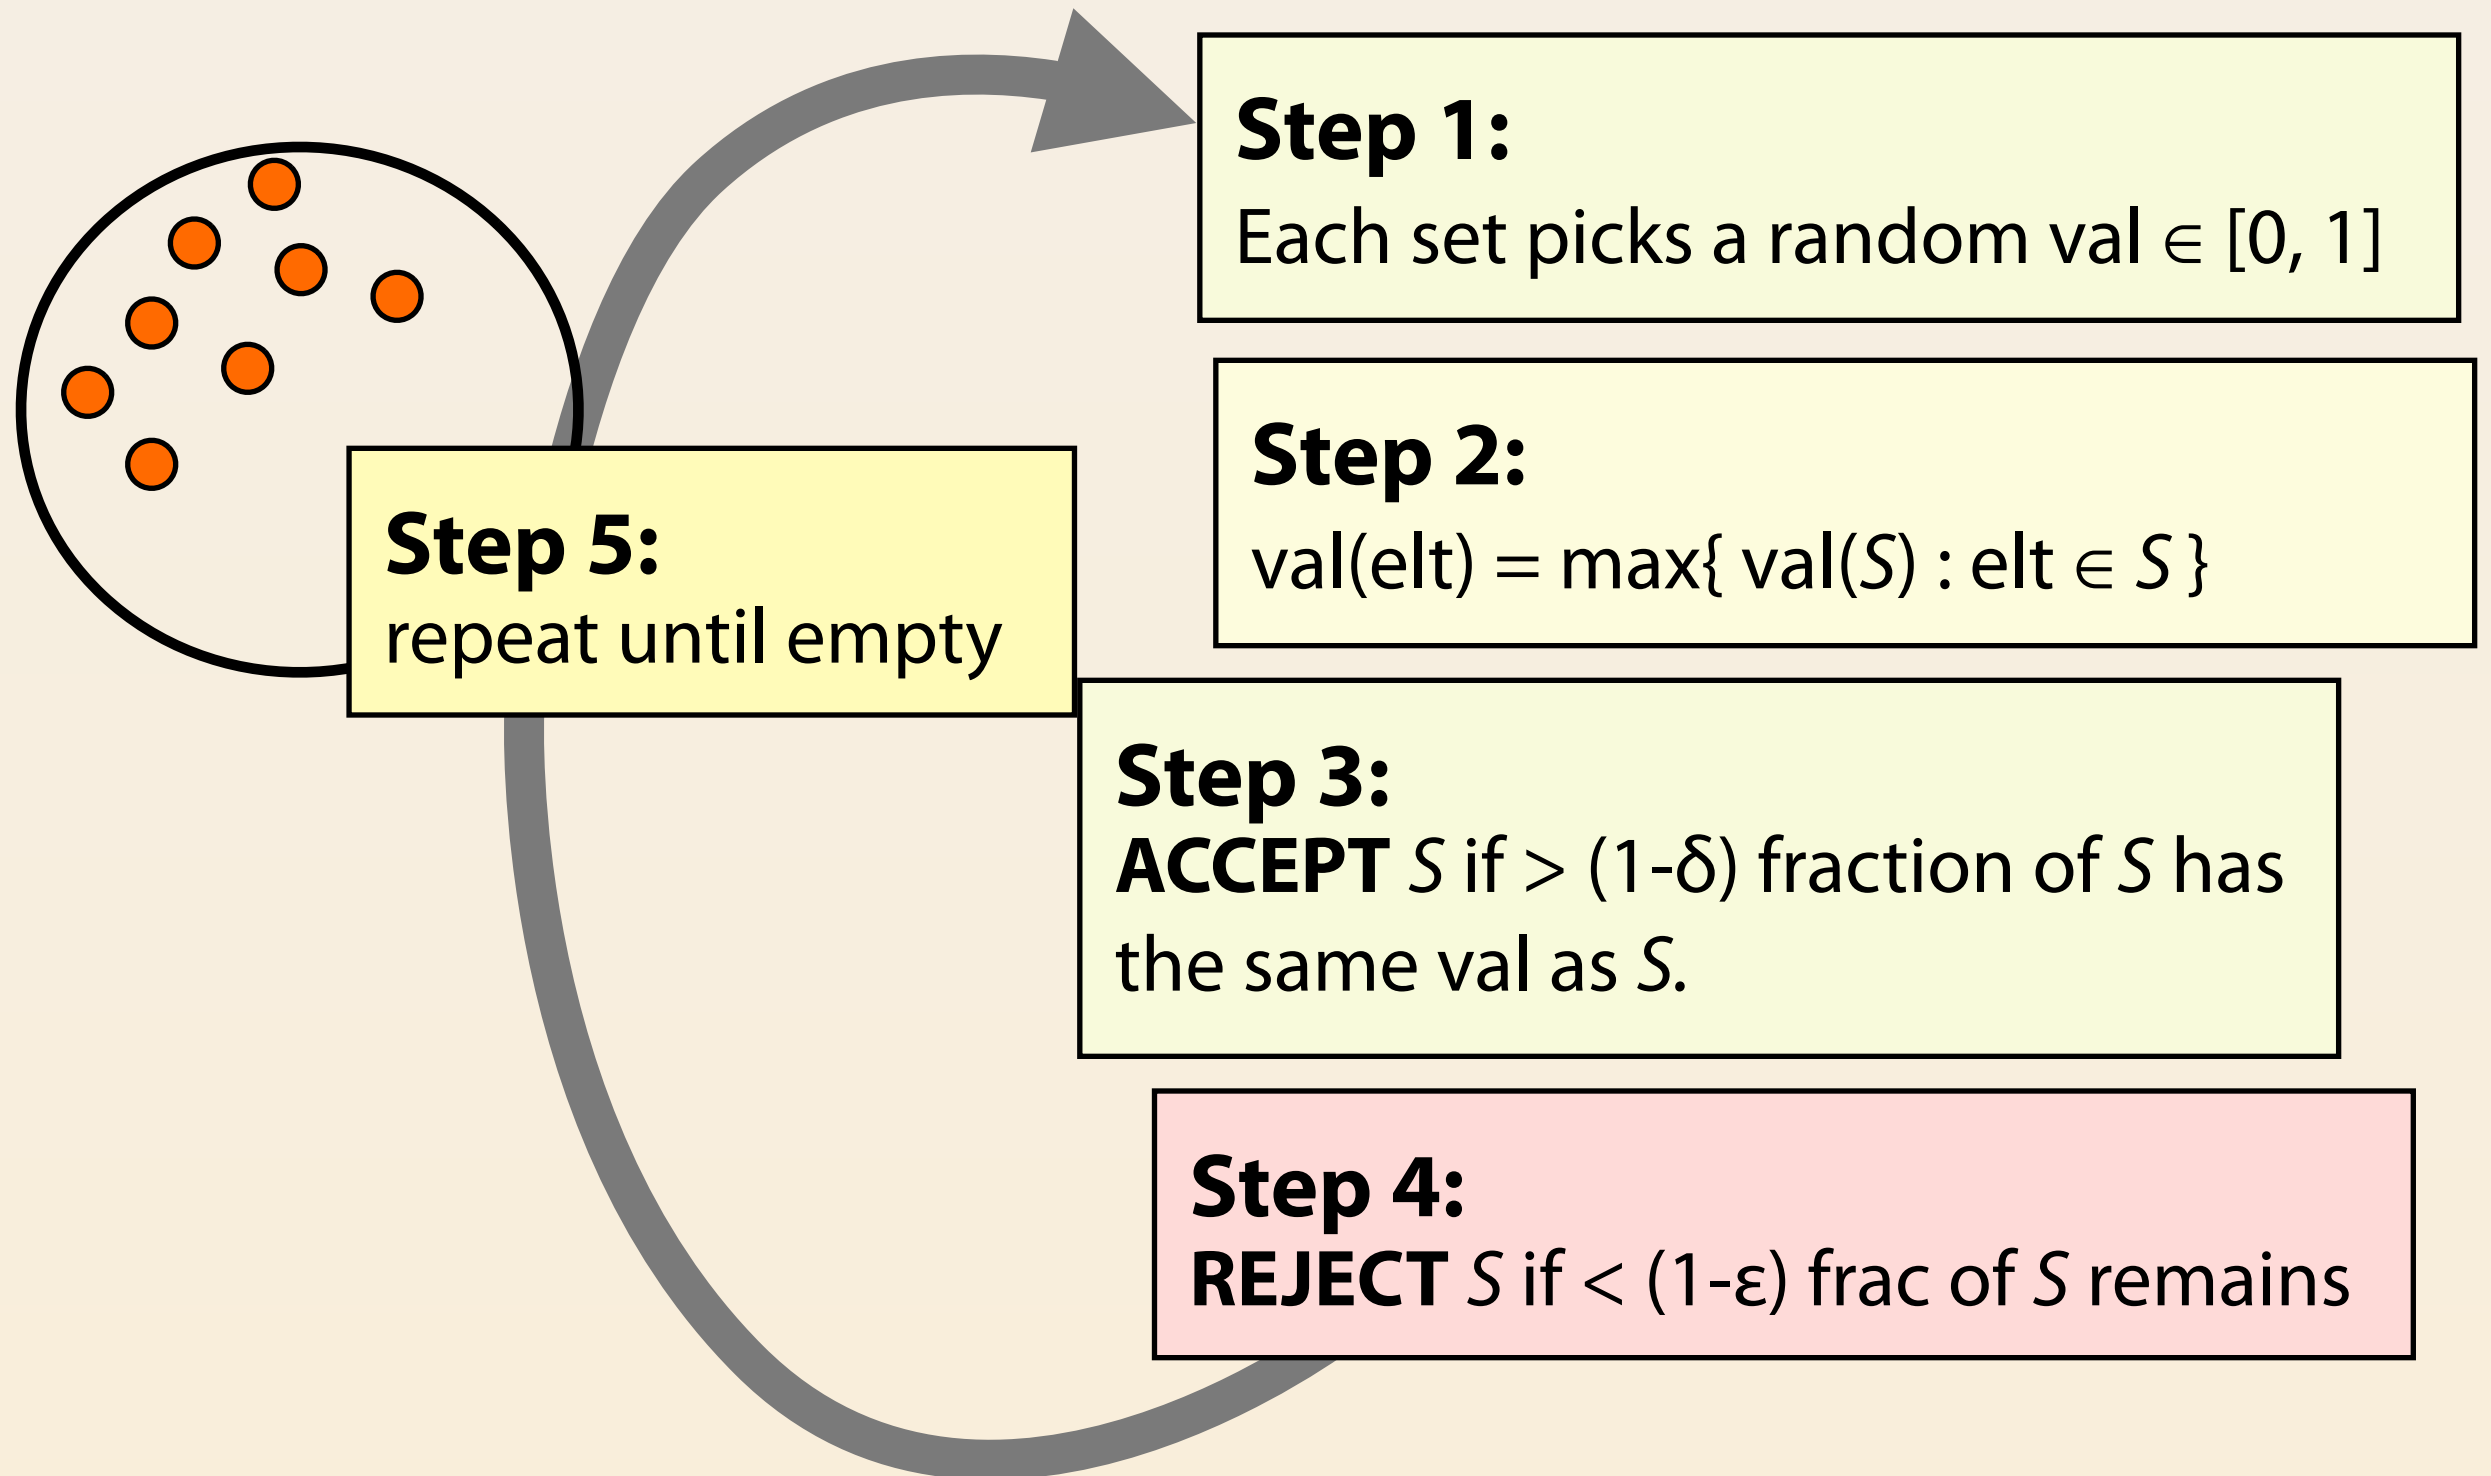 Step 1:
Each set picks a random val ∈ [0, 1]
Step 2:
val(elt) = max{ val(S) : elt ∈ S }
Step 5:
repeat until empty
Step 3:
ACCEPT S if > (1-δ) fraction of S has
the same val as S.
Step 4:
REJECT S if < (1-ε) frac of S remains